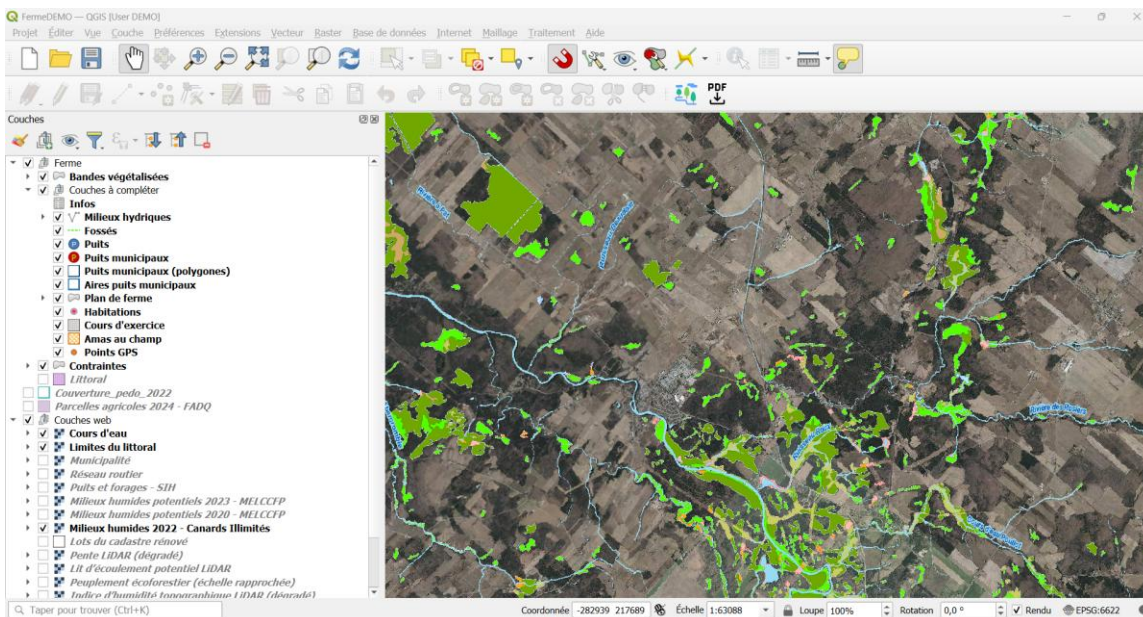 FermeDEMO — QGIS [User DEMO]
Projet Éditer Vue Couche Préférences Extensions Vecteur Raster Base de données Internet Maillage Traitement Aide
PDF
Couches
Ferme
Bandes végétalisées
Couches à compléter
Infos
Milieux hydriques
Fossés
P Puits
P Puits municipaux
Puits municipaux (polygones)
Aires puits municipaux
Plan de ferme
Habitations
Cours d'exercice
Amas au champ
Points GPS
Contraintes
Littoral
Couverture_pedo_2022
Parcelles agricoles 2024 - FADQ
Couches web
Cours d'eau
Limites du littoral
Municipalité
Réseau routier
Puits et forages - SIH
Milieux humides potentiels 2023 - MELCCFP
Milieux humides potentiels 2020 - MELCCFP
Milieux humides 2022 - Canards Illimités
Lots du cadastre rénové
Pente LiDAR (dégradé)
Lit d'écoulement potentiel LiDAR
Peuplement écoforestier (échelle rapprochée)
Indice d'humidité topographique LiDAR (dégradé)
Taper pour trouver (Ctrl+K)
Coordonnée -282939 217689 Échelle 1:63088 Loupe 100% Rotation 0,0 ° Rendu EPSG:6622